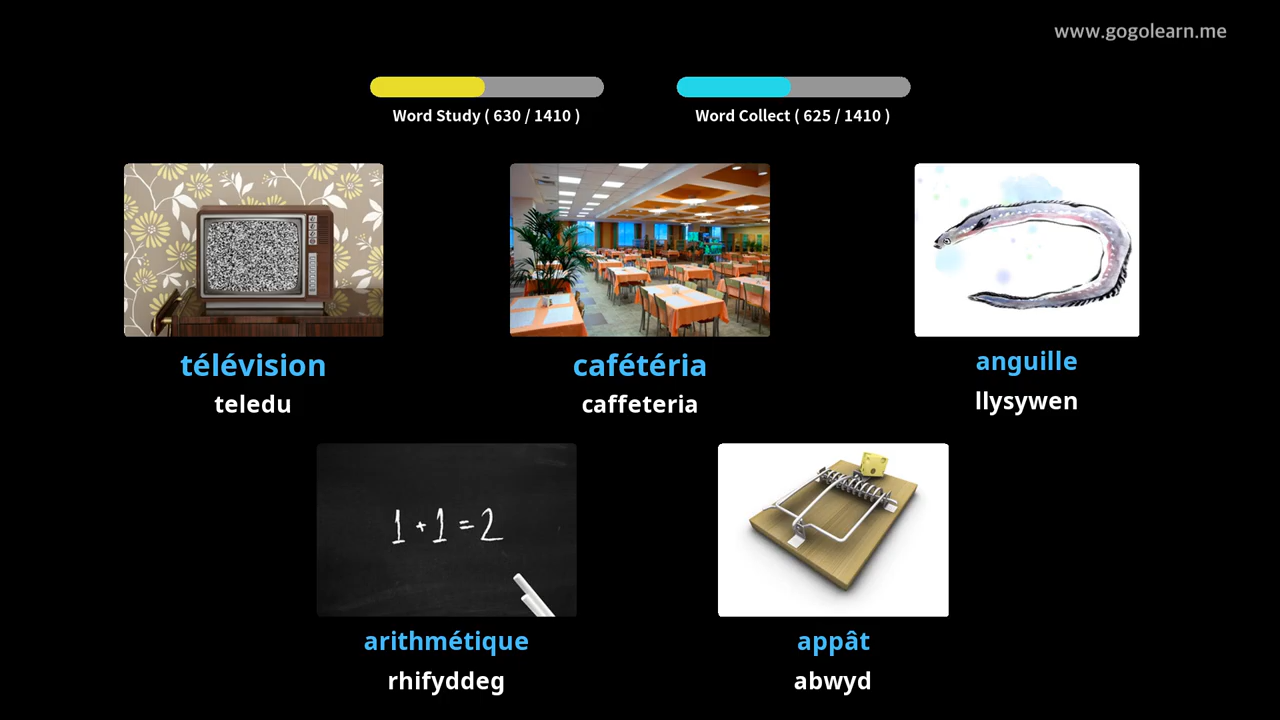 www.gogolearn.me
Word Study ( 630 / 1410 )
Word Collect ( 625 / 1410 )
télévision
teledu
cafétéria
caffeteria
anguille
llysywen
1 + 1 = 2
arithmétique
rhifyddeg
appât
abwyd